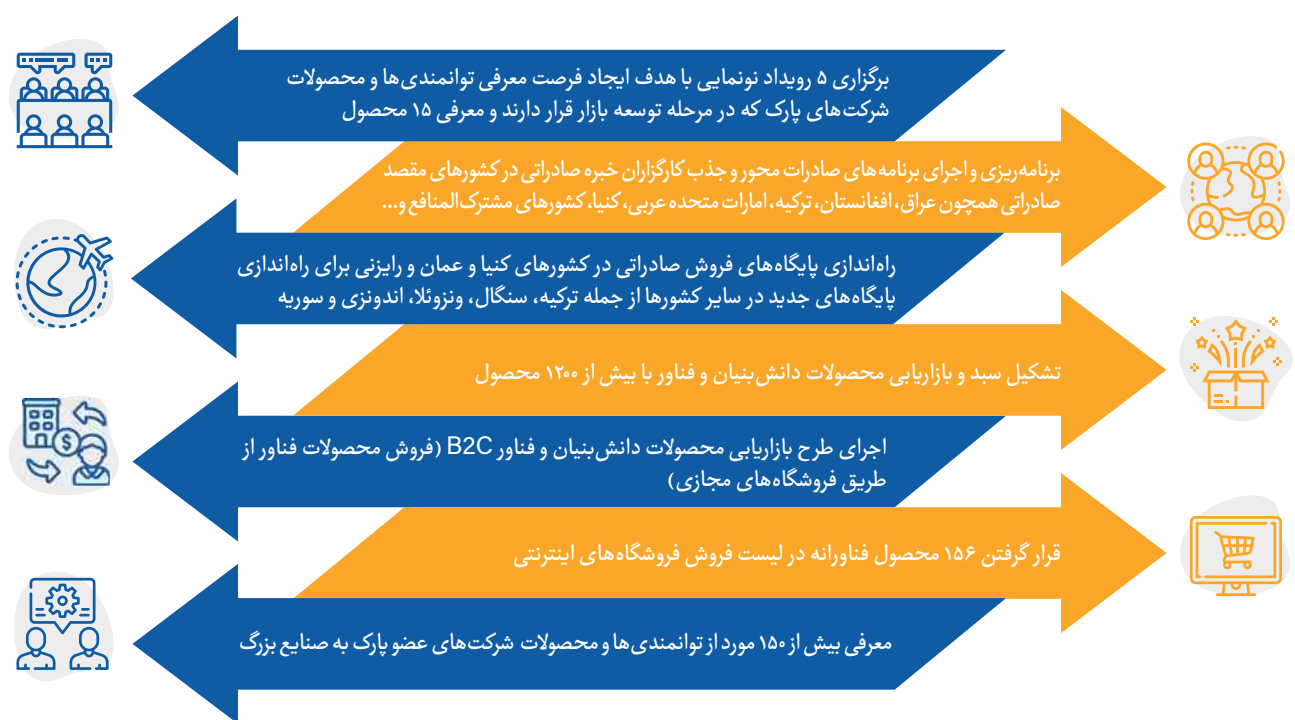 برگزاری ۵ رویداد نونمایی با هدف ایجاد فرصت معرفی توانمندی‌ها و محصولات
شرکت‌های پارک که در مرحله توسعه بازار قرار دارند و معرفی ۱۵ محصول
برنامه‌ریزی و اجرای برنامه‌های صادرات محور و جذب کارگزاران خبره صادراتی در کشورهای مقصد
صادراتی همچون عراق، افغانستان، ترکیه، امارات متحده عربی، کنیا، کشورهای مشترک‌المنافع و...
راه‌اندازی پایگاه‌های فروش صادراتی در کشورهای کنیا و عمان و رایزنی برای راه‌اندازی
پایگاه‌های جدید در سایر کشورها از جمله ترکیه، سنگال، ونزوئلا، اندونزی و سوریه
تشکیل سبد و بازاریابی محصولات دانش‌بنیان و فناور با بیش از ۱۲۰۰ محصول
اجرای طرح بازاریابی محصولات دانش‌بنیان و فناور B2C (فروش محصولات فناور از
طریق فروشگاه‌های مجازی)
قرار گرفتن ۱۵۶ محصول فناورانه در لیست فروش فروشگاه‌های اینترنتی
معرفی بیش از ۱۵۰ مورد از توانمندی‌ها و محصولات شرکت‌های عضو پارک به صنایع بزرگ